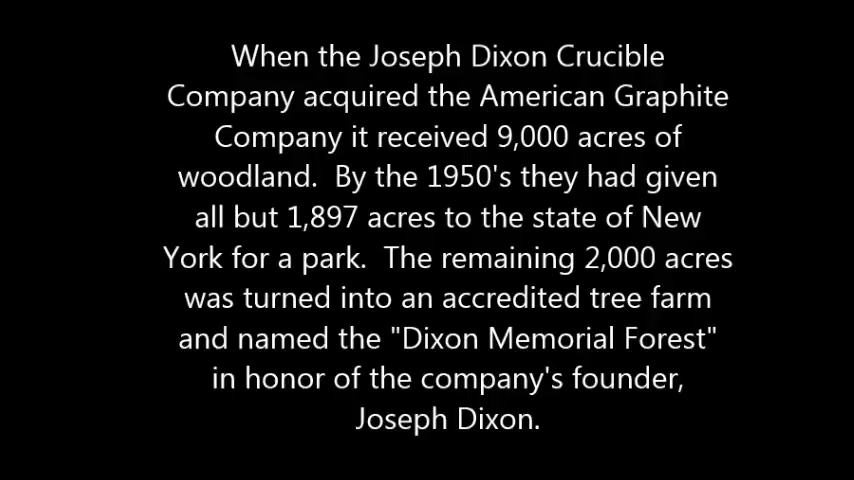 When the Joseph Dixon Crucible
Company acquired the American Graphite
Company it received 9,000 acres of
woodland.  By the 1950's they had given
all but 1,897 acres to the state of New
York for a park.  The remaining 2,000 acres
was turned into an accredited tree farm
and named the "Dixon Memorial Forest"
in honor of the company's founder,
Joseph Dixon.